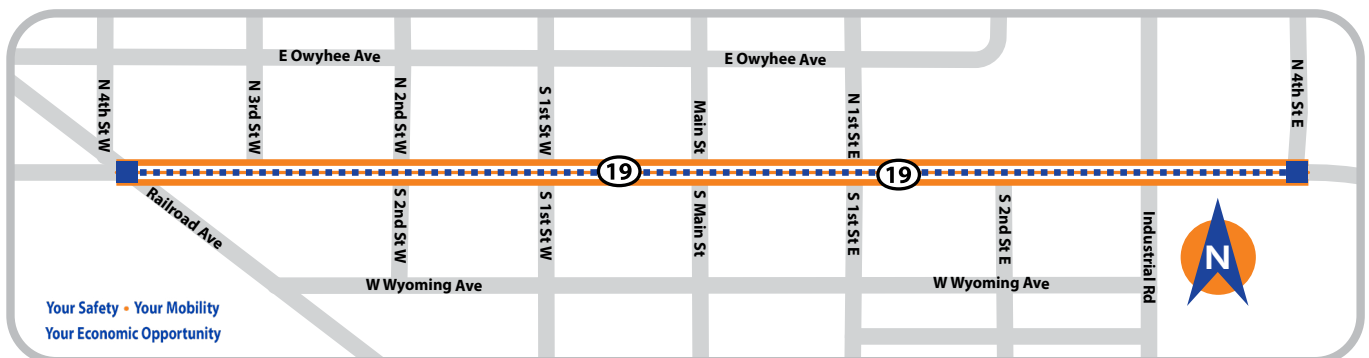 E Owyhee Ave
E Owyhee Ave
N 4th St W
N 3rd St W
N 2nd St W
S 1st St W
Main St
N 1st St E
N 4th St E
19
19
Railroad Ave
S 2nd St W
S 1st St W
S Main St
S 1st St E
S 2nd St E
Industrial Rd
N
W Wyoming Ave
W Wyoming Ave
Your Safety • Your Mobility
Your Economic Opportunity